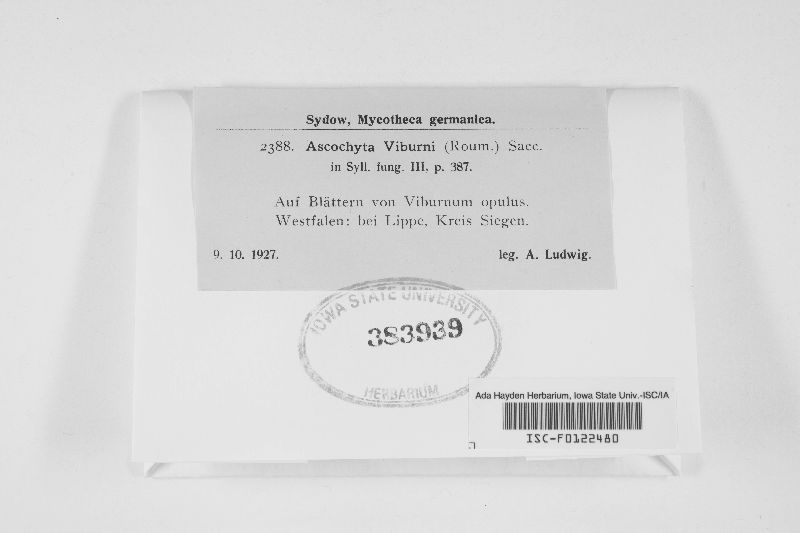 Sydow, Mycotheca germanica.
2388. Ascochyta Viburni (Roum.) Sacc.
in Syll. fung. III. p. 387.
Auf Blättern von Viburnum opulus.
Westfalen: bei Lippe, Kreis Siegen.
9. 10. 1927. leg. A. Ludwig.
IOWA STATE UNIVERSITY
383939
HERBARIUM
Ada Hayden Herbarium, Iowa State Univ.-ISC/IA
ISC-F0122480